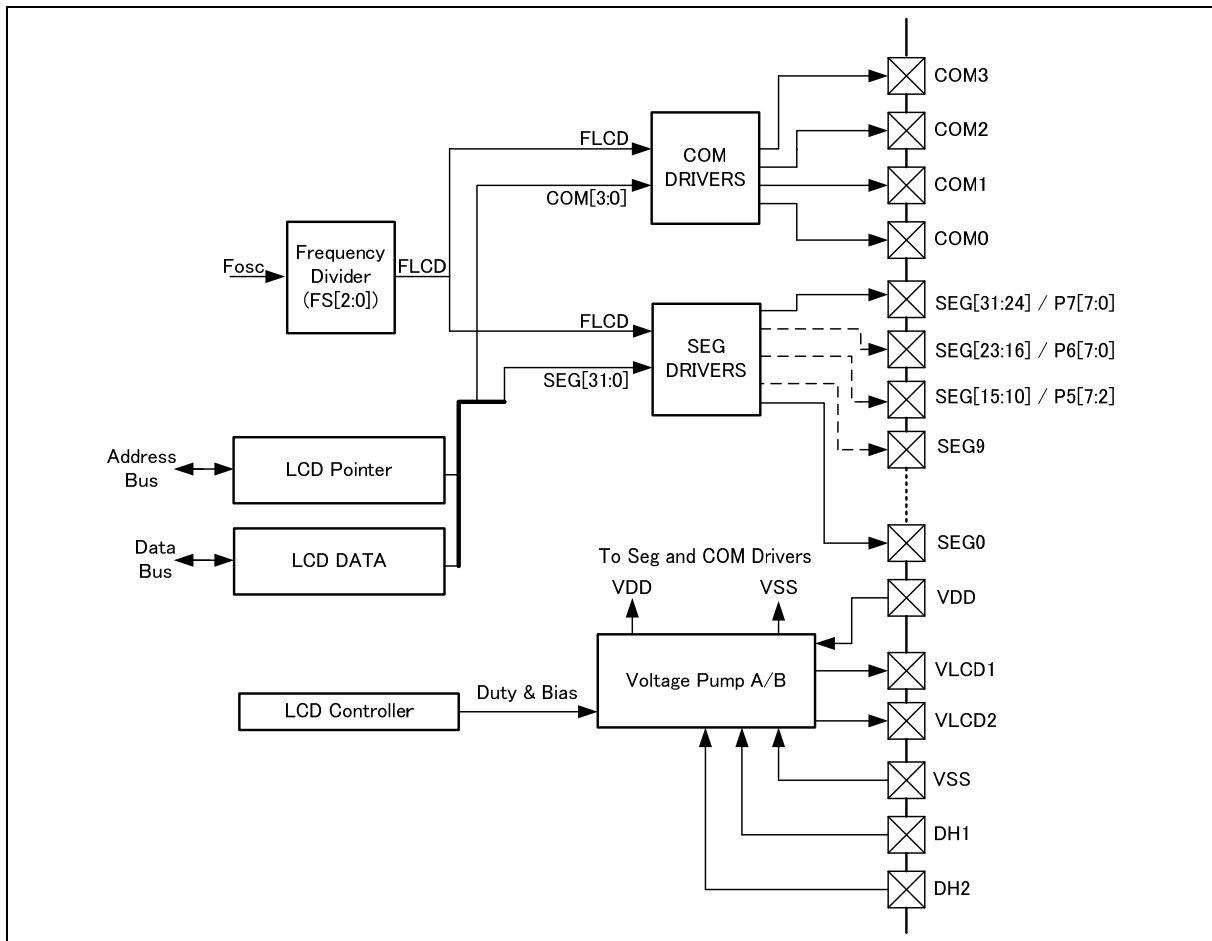 COM3
COM2
COM1
COM0
FLCD
COM[3:0]
COM
DRIVERS
Fosc
Frequency
Divider
(FS[2:0])
FLCD
FLCD
SEG[31:0]
SEG
DRIVERS
SEG[31:24] / P7[7:0]
SEG[23:16] / P6[7:0]
SEG[15:10] / P5[7:2]
SEG9
SEG0
Address
Bus
LCD Pointer
Data
Bus
LCD DATA
To Seg and COM Drivers
VDD
VSS
VDD
Voltage Pump A/B
VLCD1
VLCD2
LCD Controller
Duty & Bias
VSS
DH1
DH2